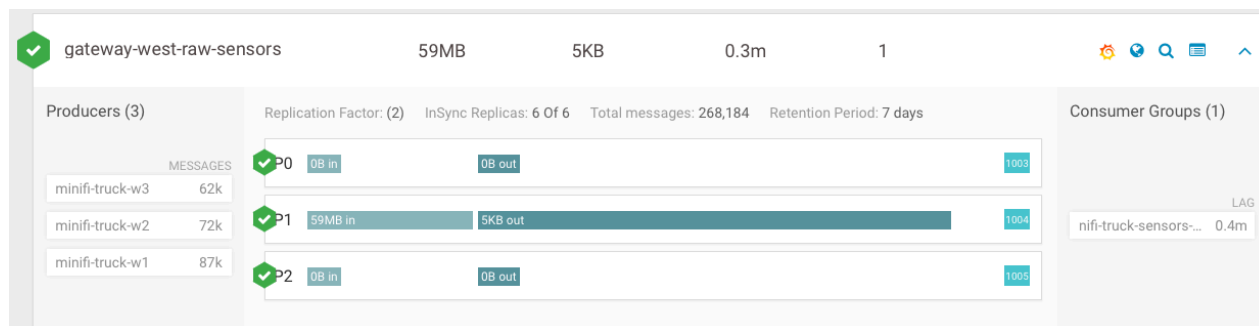 gateway-west-raw-sensors 59MB 5KB 0.3m 1
Producers (3)
MESSAGES
minifi-truck-w3 62k
minifi-truck-w2 72k
minifi-truck-w1 87k
Replication Factor: (2) InSync Replicas: 6 Of 6 Total messages: 268,184 Retention Period: 7 days
P0 0B in 0B out 1003
P1 59MB in 5KB out 1004
P2 0B in 0B out 1005
Consumer Groups (1)
LAG
nifi-truck-sensors-... 0.4m